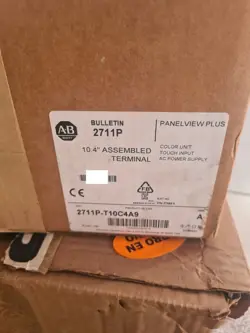 AB
BULLETIN
2711P
PANELVIEW PLUS
10.4" ASSEMBLED
TERMINAL
COLOR UNIT
TOUCH INPUT
AC POWER SUPPLY
CE
2711P-T10C4A9
A